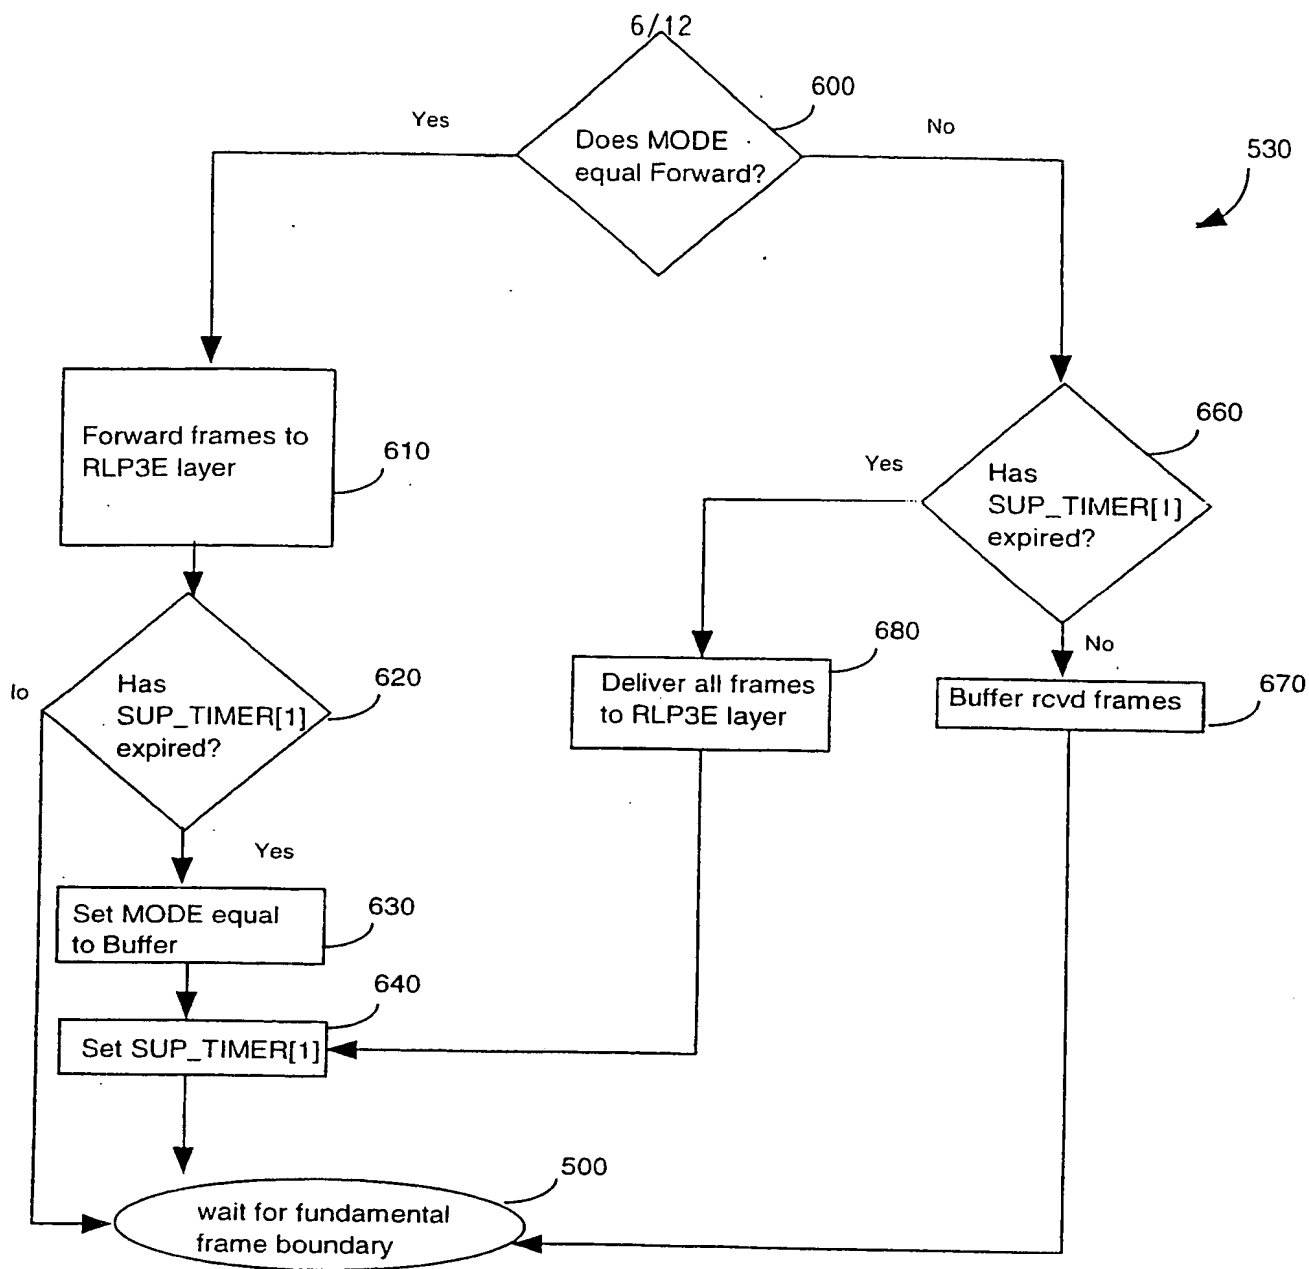 6/12
600
Yes
No
Does MODE
equal Forward?
530
Forward frames to
RLP3E layer
610
660
Yes
Has
SUP_TIMER[1]
expired?
680
No
Deliver all frames
to RLP3E layer
Buffer rcvd frames
670
lo
Has
SUP_TIMER[1]
expired?
620
Yes
Set MODE equal
to Buffer
630
640
Set SUP_TIMER[1]
500
wait for fundamental
frame boundary